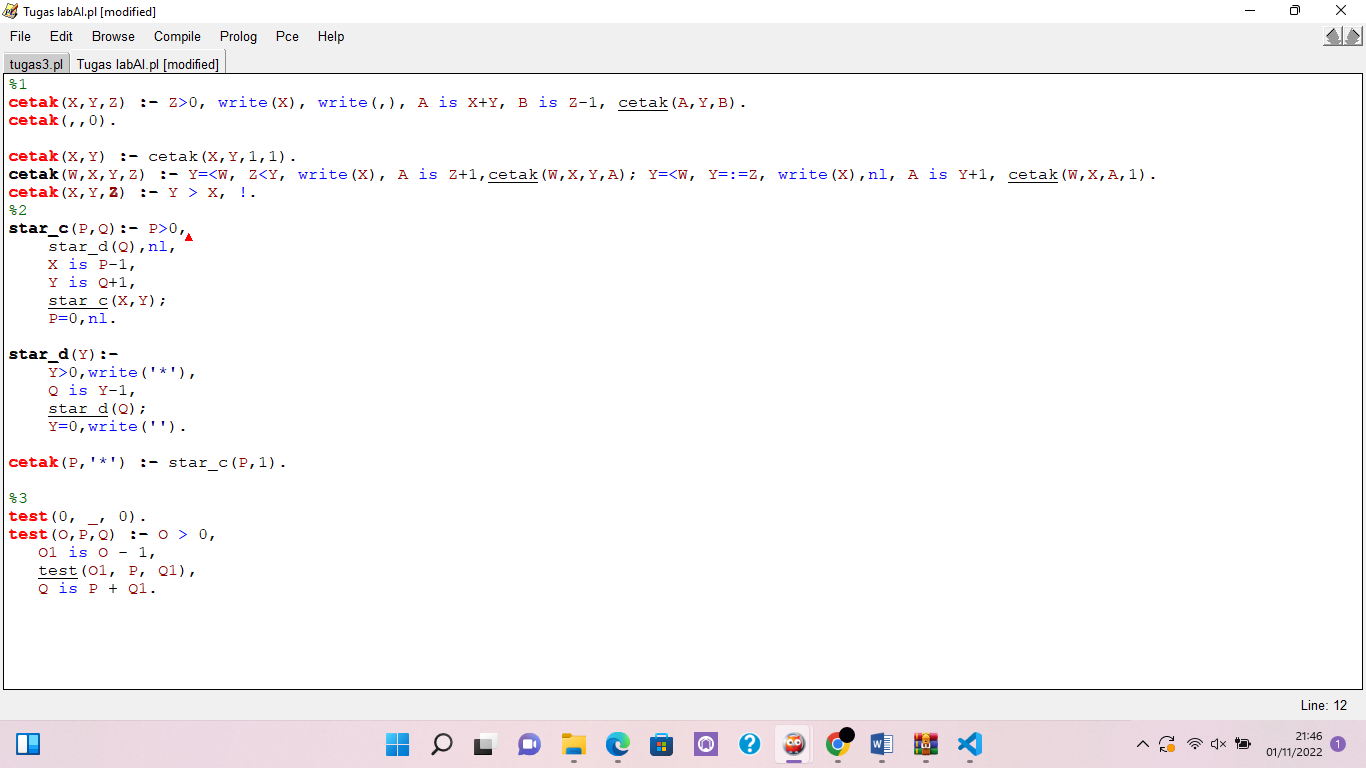 Tugas labAI.pl [modified]
File Edit Browse Compile Prolog Pce Help
tugas3.pl Tugas labAI.pl [modified]
%1
cetak(X,Y,Z) :- Z>0, write(X), write(,), A is X+Y, B is Z-1, cetak(A,Y,B).
cetak(,,0).
cetak(X,Y) :- cetak(X,Y,1,1).
cetak(W,X,Y,Z) :- Y=<W, Z<Y, write(X), A is Z+1,cetak(W,X,Y,A); Y=<W, Y=:=Z, write(X),nl, A is Y+1, cetak(W,X,A,1).
cetak(X,Y,Z) :- Y > X, !.
%2
star_c(P,Q):- P>0,
star_d(Q),nl,
X is P-1,
Y is Q+1,
star_c(X,Y);
P=0,nl.
star_d(Y):-
Y>0,write('*'),
Q is Y-1,
star_d(Q);
Y=0,write('').
cetak(P,'*') :- star_c(P,1).
%3
test(0, _, 0).
test(O,P,Q) :- O > 0,
O1 is O - 1,
test(O1, P, Q1),
Q is P + Q1.
Line: 12
21:46
01/11/2022
1